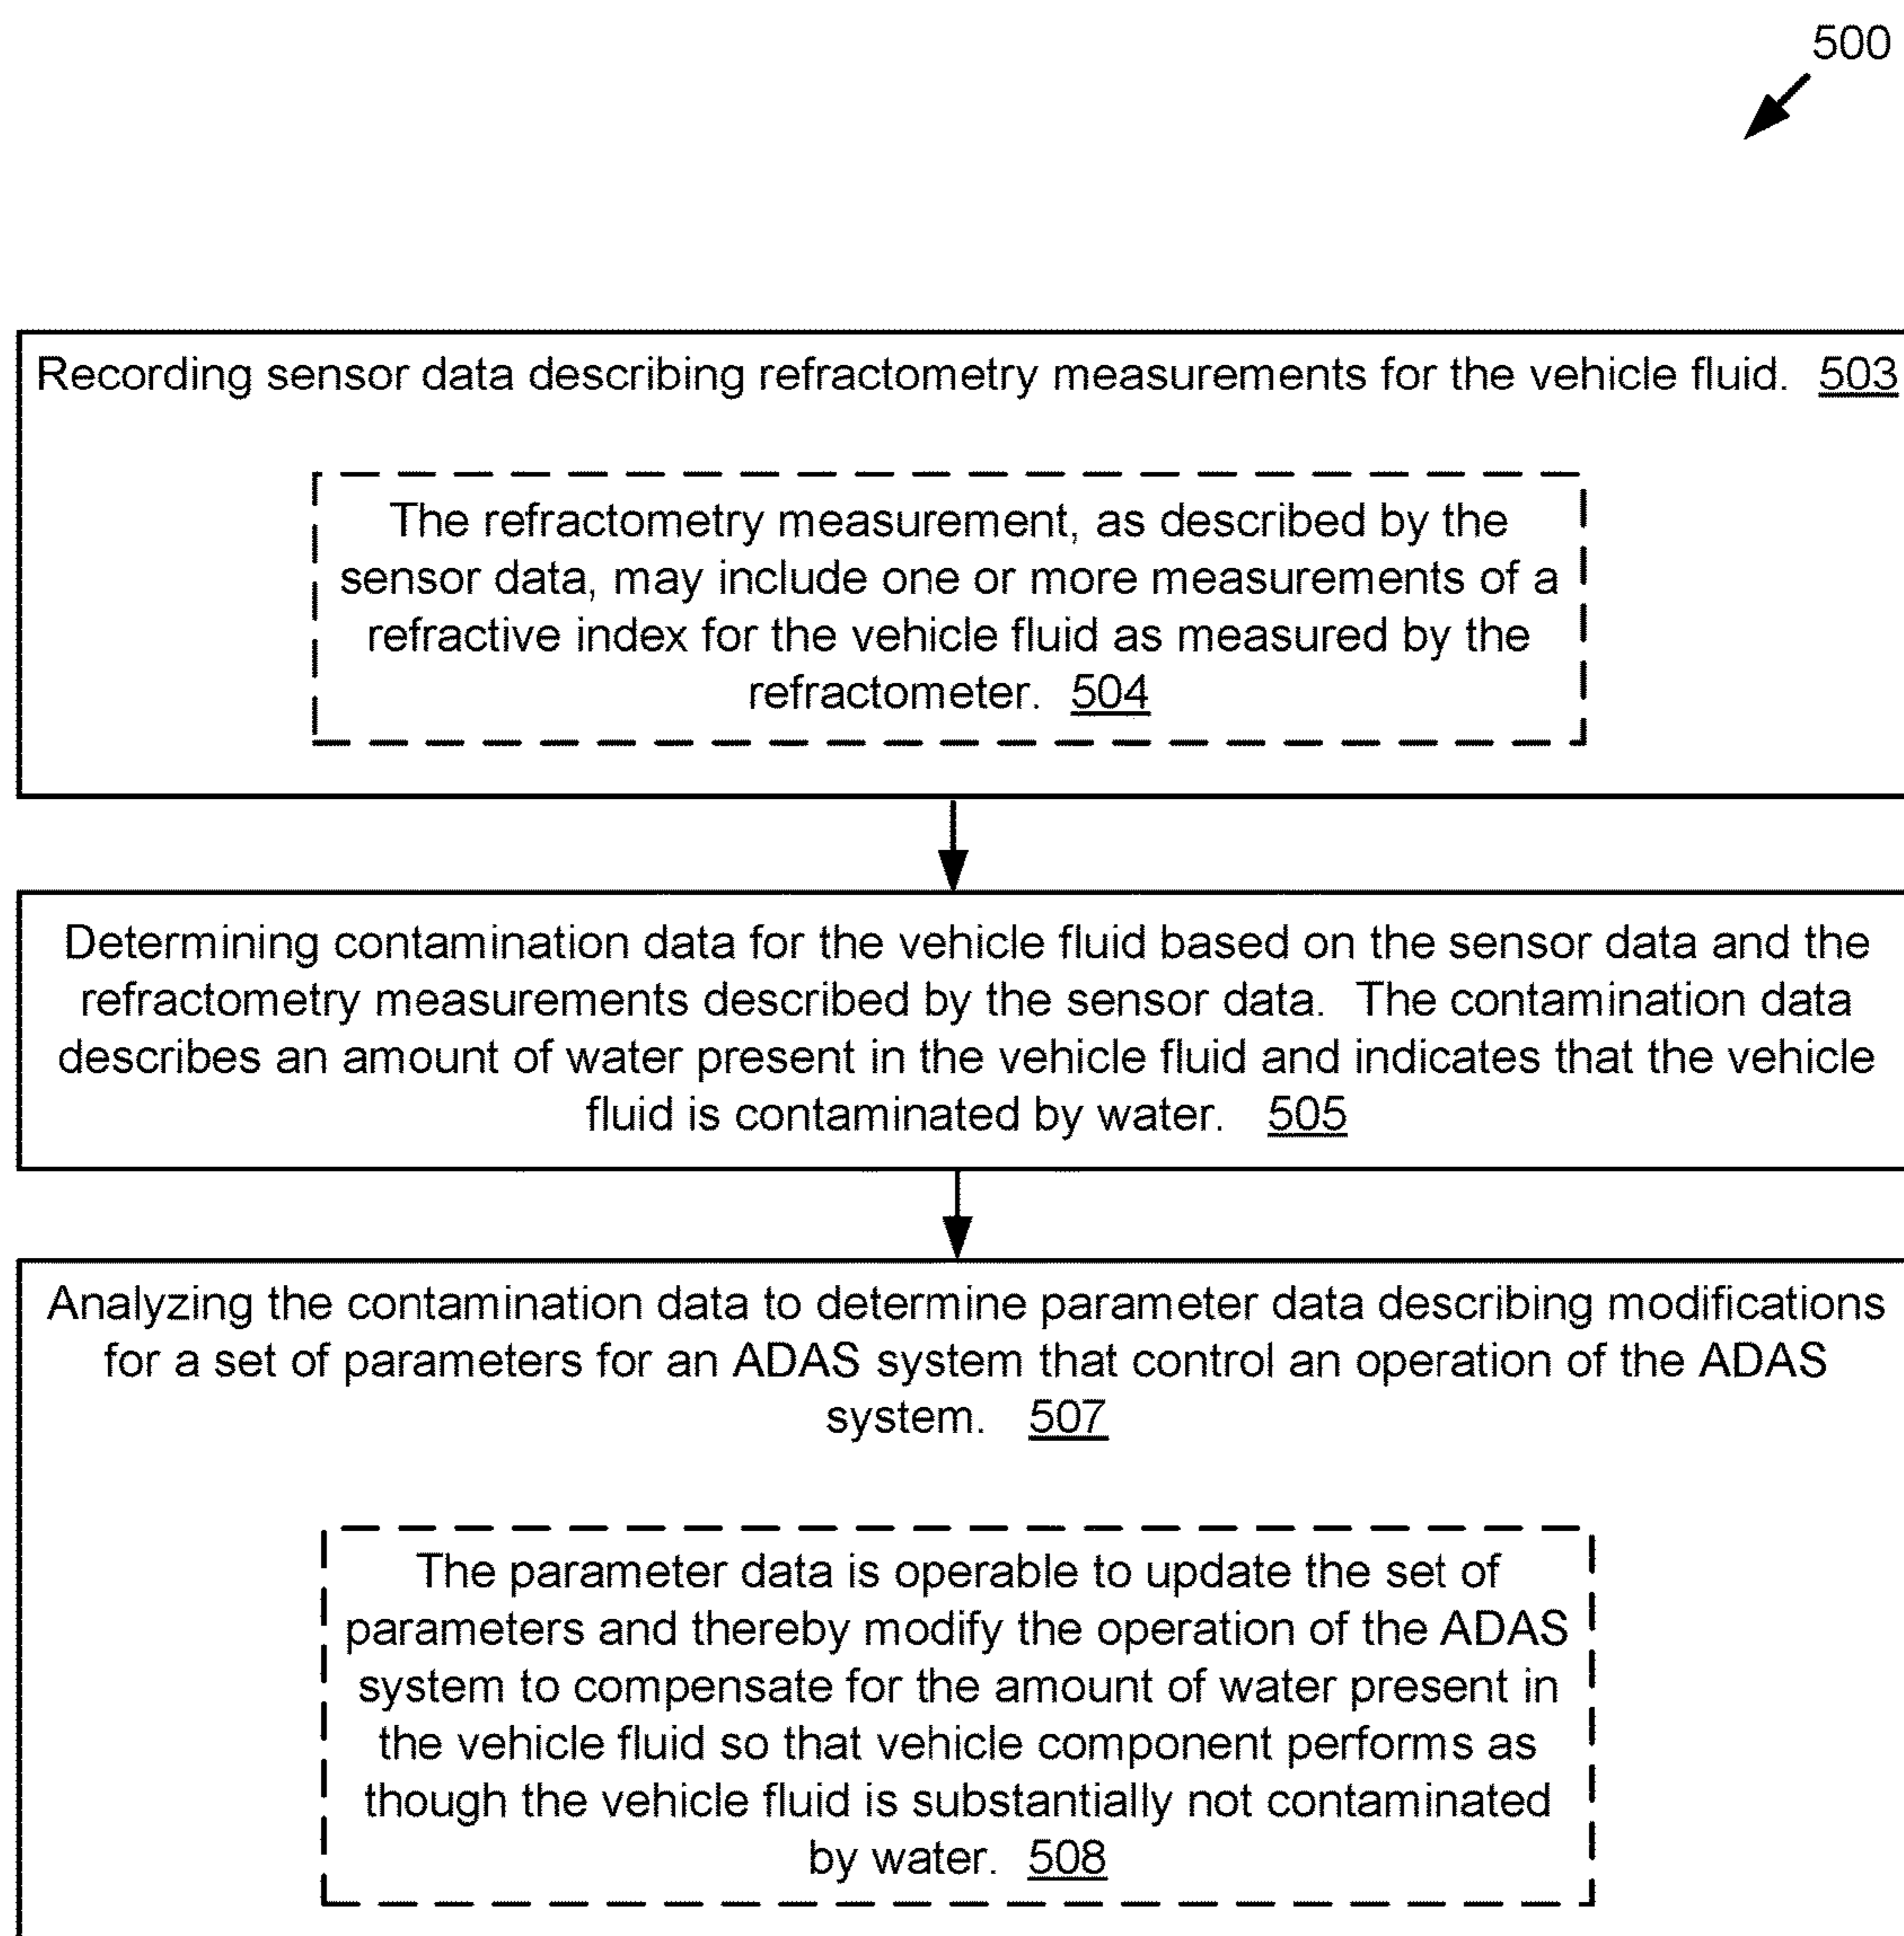 500
Recording sensor data describing refractometry measurements for the vehicle fluid. 503
The refractometry measurement, as described by the
sensor data, may include one or more measurements of a
refractive index for the vehicle fluid as measured by the
refractometer. 504
Determining contamination data for the vehicle fluid based on the sensor data and the
refractometry measurements described by the sensor data. The contamination data
describes an amount of water present in the vehicle fluid and indicates that the vehicle
fluid is contaminated by water. 505
Analyzing the contamination data to determine parameter data describing modifications
for a set of parameters for an ADAS system that control an operation of the ADAS
system. 507
The parameter data is operable to update the set of
parameters and thereby modify the operation of the ADAS
system to compensate for the amount of water present in
the vehicle fluid so that vehicle component performs as
though the vehicle fluid is substantially not contaminated
by water. 508